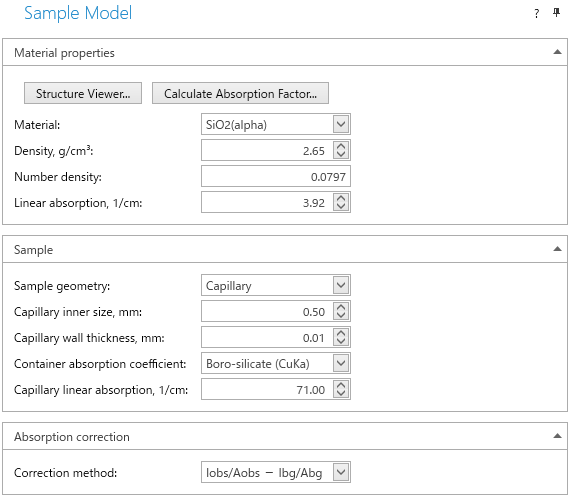 Sample Model ?
Material properties
Structure Viewer... Calculate Absorption Factor...
Material: SiO2(alpha)
Density, g/cm³: 2.65
Number density: 0.0797
Linear absorption, 1/cm: 3.92
Sample
Sample geometry: Capillary
Capillary inner size, mm: 0.50
Capillary wall thickness, mm: 0.01
Container absorption coefficient: Boro-silicate (CuKa)
Capillary linear absorption, 1/cm: 71.00
Absorption correction
Correction method: Iobs/Aobs − Ibg/Abg